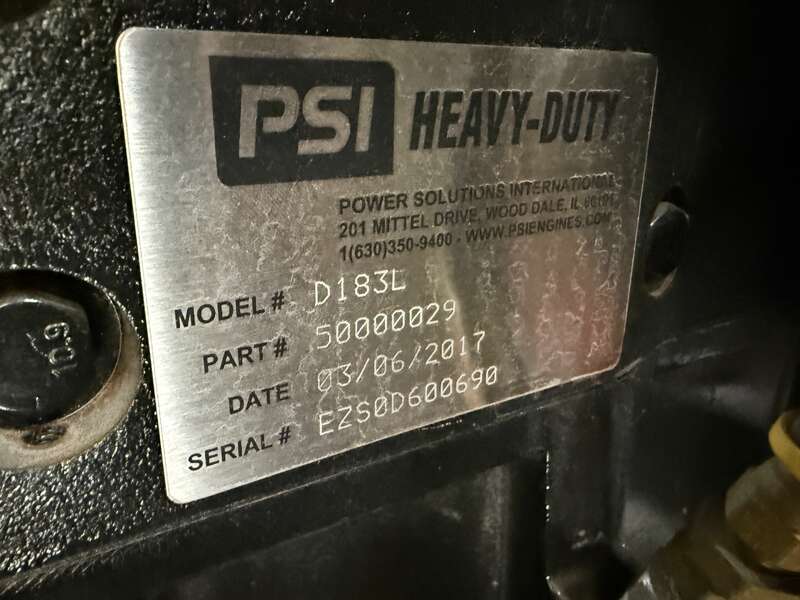 PSI HEAVY-DUTY
POWER SOLUTIONS INTERNATIONAL
201 MITTEL DRIVE, WOOD DALE, IL 60191
1(630)350-9400 - WWW.PSIENGINES.COM
MODEL # D183L
PART# 50000029
DATE 03/06/2017
SERIAL # EZS0D600690
10.9